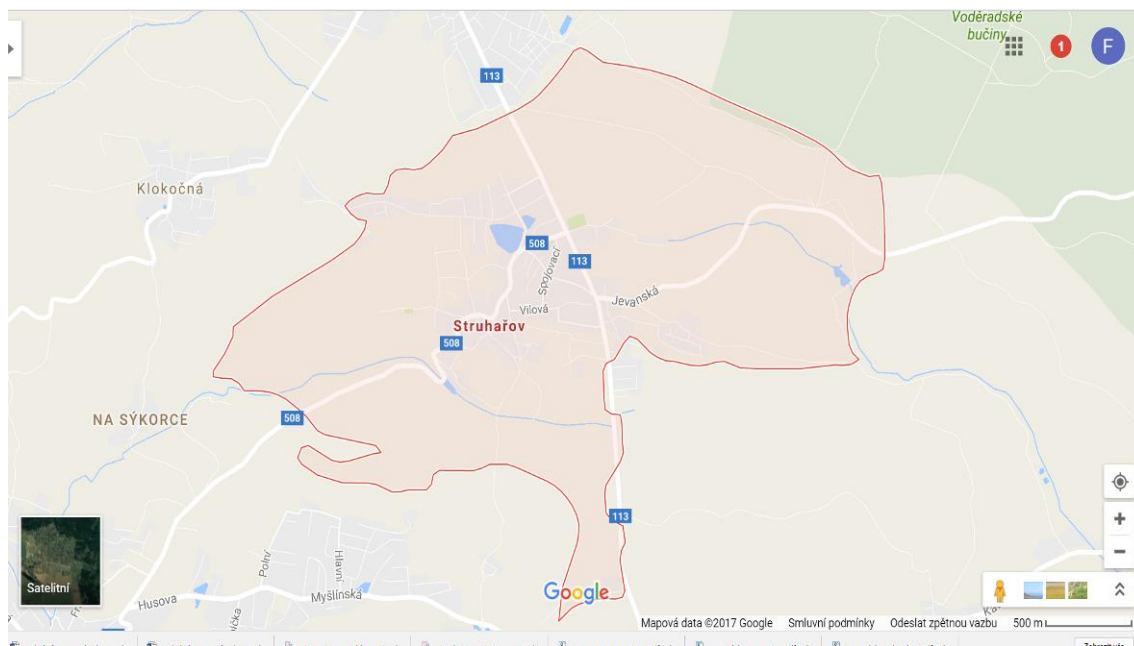 Voděradské
bučiny
1
F
113
Klokočná
508
Spojovací
113
Jevanská
Vilová
Struhařov
508
NA SÝKORCE
508
113
Satelitní
Polní
Hlavní
Myšlínská
Husova
Google
Mapová data ©2017 Google Smluvní podmínky Odeslat zpětnou vazbu 500 m